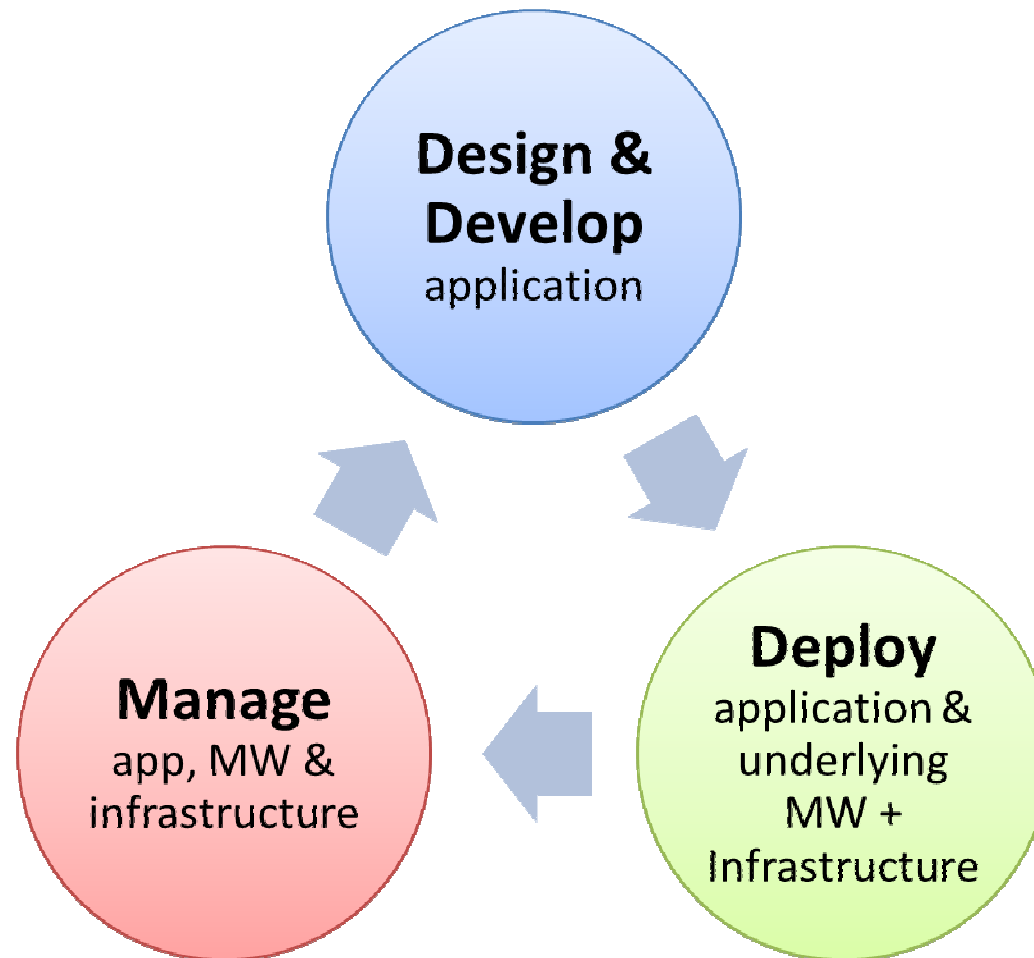 Design &
Develop
application
Deploy
application &
underlying
MW +
Infrastructure
Manage
app, MW &
infrastructure